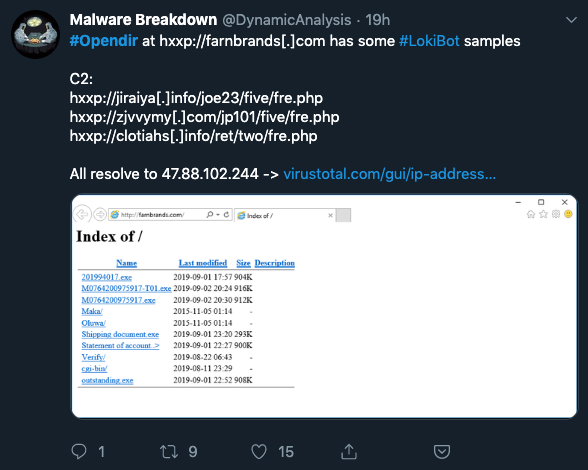 Malware Breakdown @DynamicAnalysis · 19h
#Opendir at hxxp://farnbrands[.]com has some #LokiBot samples
C2:
hxxp://jiraiya[.]info/joe23/five/fre.php
hxxp://zjvvymy[.]com/jp101/five/fre.php
hxxp://clotiahs[.]info/ret/two/fre.php
All resolve to 47.88.102.244 -> virustotal.com/gui/ip-address...
http://farnbrands.com/ Index of /
Index of /
Name Last modified Size Description
201994017.exe 2019-09-01 17:57 904K
M0764200975917-T01.exe 2019-09-02 20:24 916K
M0764200975917.exe 2019-09-02 20:30 912K
Maka/ 2015-11-05 01:14 -
Oluwa/ 2015-11-05 01:14 -
Shipping document.exe 2019-09-01 23:20 293K
Statement of account..> 2019-09-01 22:27 900K
Verify/ 2019-08-22 06:43 -
cgi-bin/ 2019-08-11 23:29 -
outstanding.exe 2019-09-01 22:52 908K
1 9 15